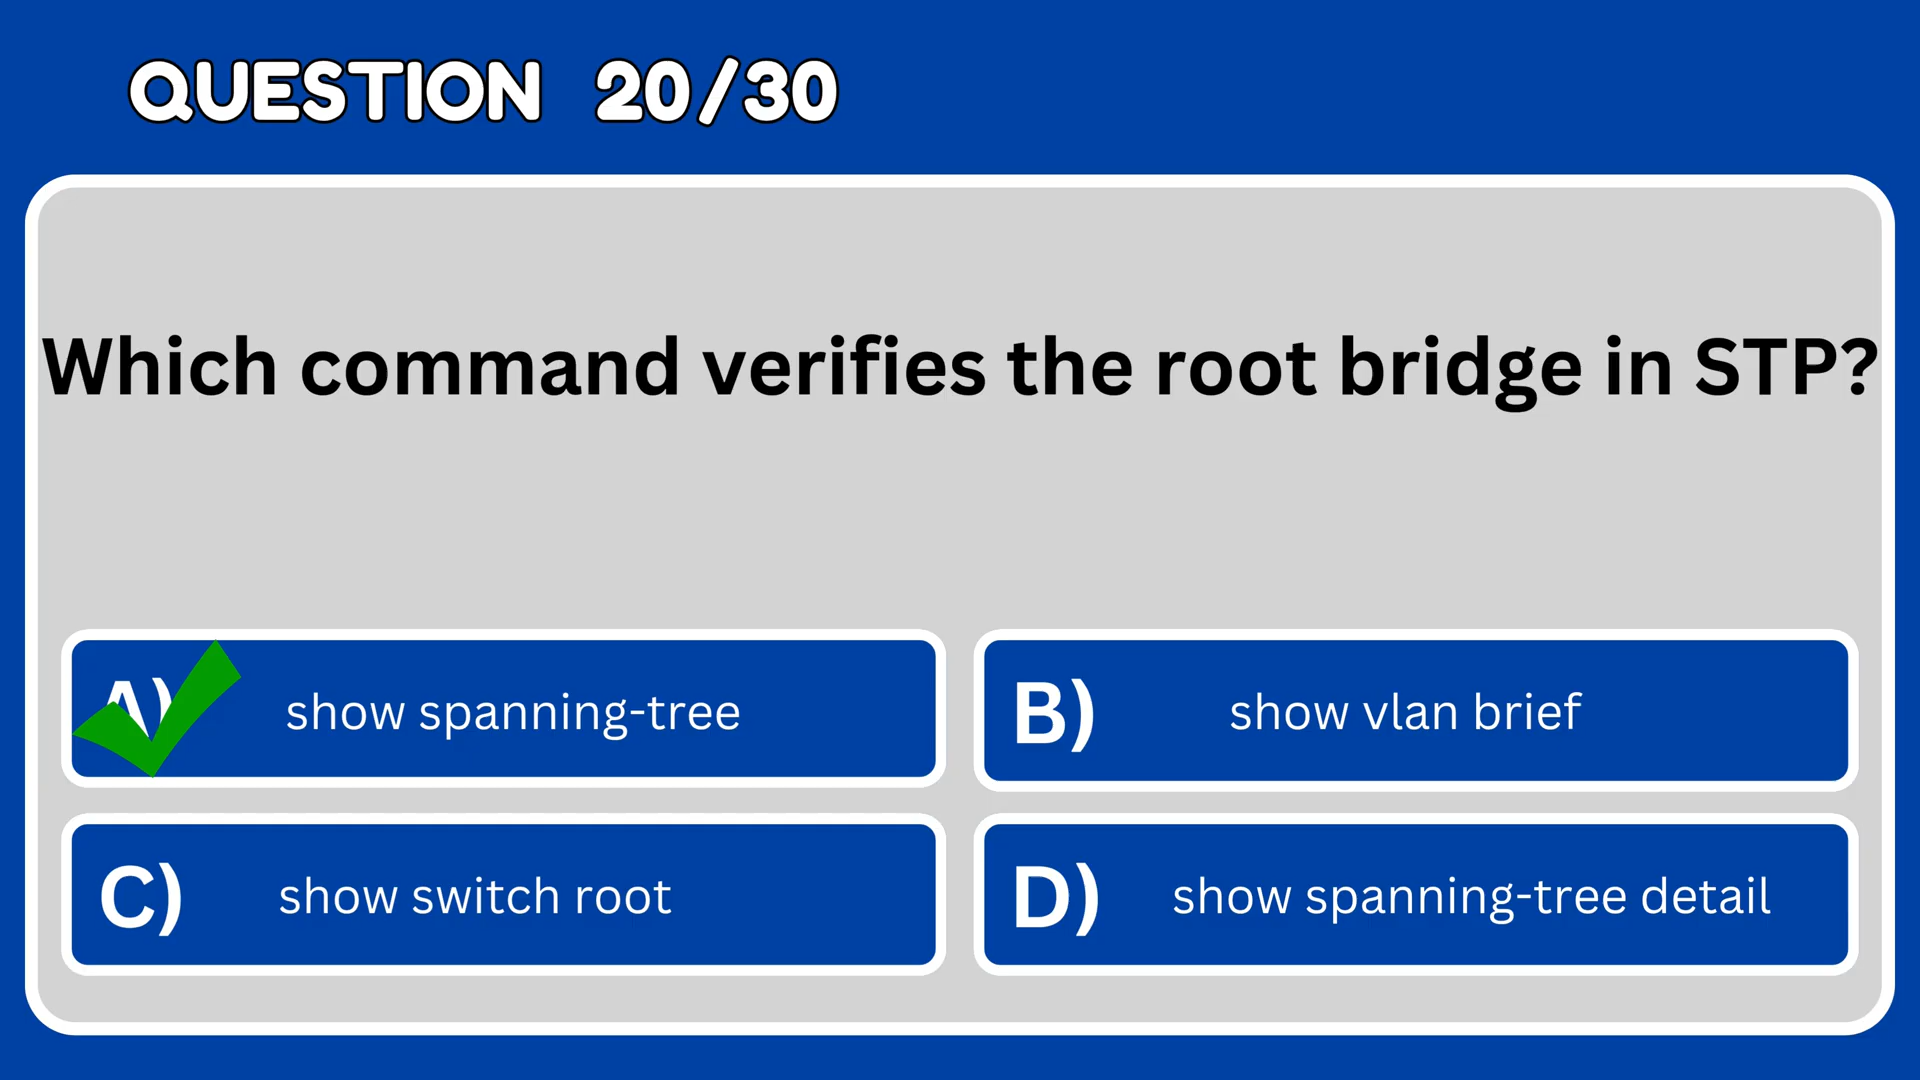 QUESTION 20/30
Which command verifies the root bridge in STP?
A) show spanning-tree
B) show vlan brief
C) show switch root
D) show spanning-tree detail